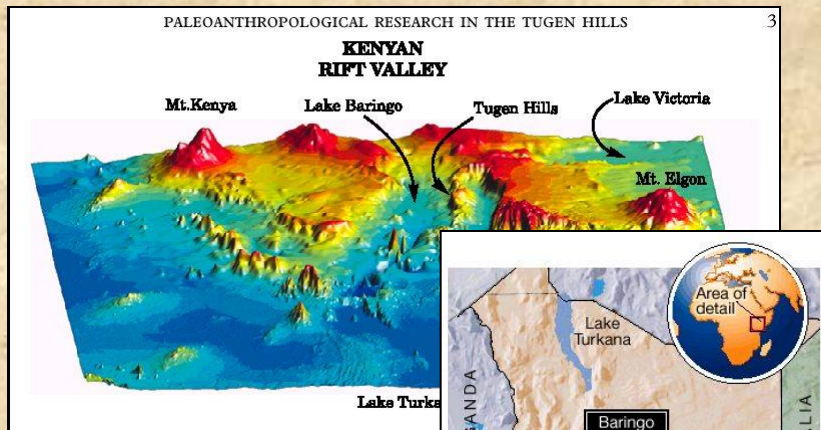 PALEOANTHROPOLOGICAL RESEARCH IN THE TUGEN HILLS 3
KENYAN
RIFT VALLEY
Mt.Kenya Lake Baringo Tugen Hills Lake Victoria
Mt. Elgon
Lake
Area of
detail
Lake
Turkana
Baringo